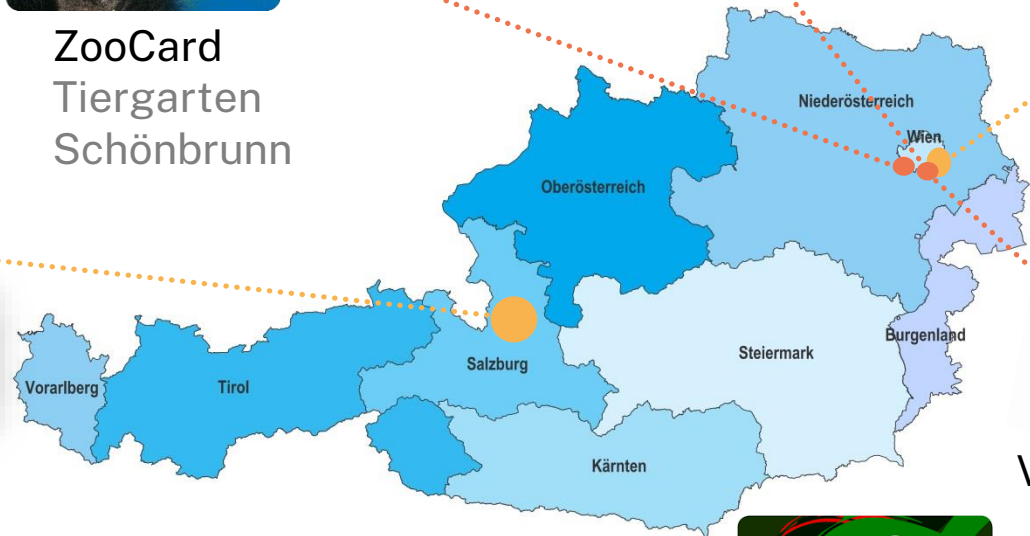 ZooCard
Tiergarten
Schönbrunn
Niederösterreich
Wien
Oberösterreich
Burgenland
Steiermark
Salzburg
Vorarlberg
Tirol
Kärnten